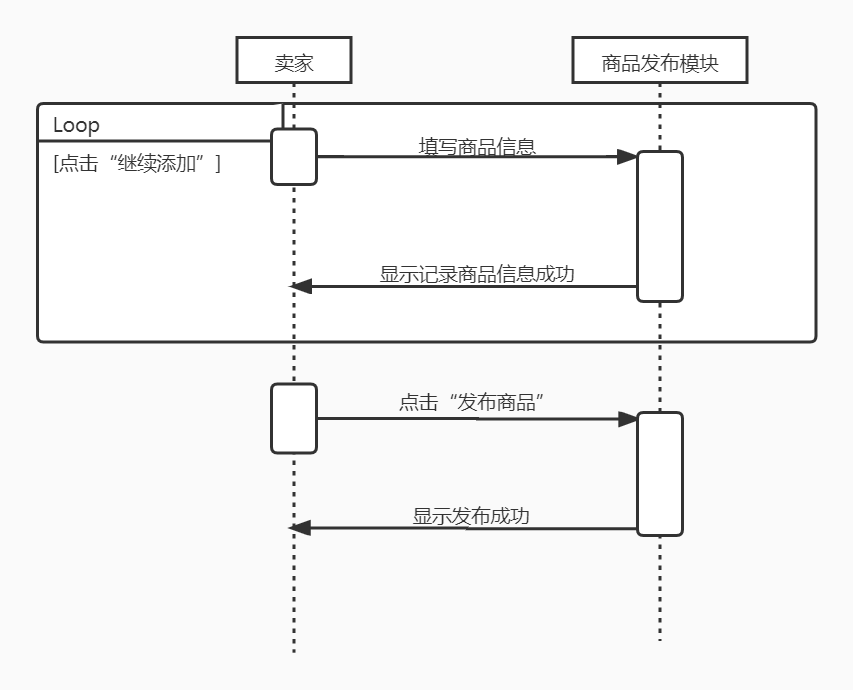 卖家
商品发布模块
Loop
填写商品信息
[点击“继续添加”]
显示记录商品信息成功
点击“发布商品”
显示发布成功